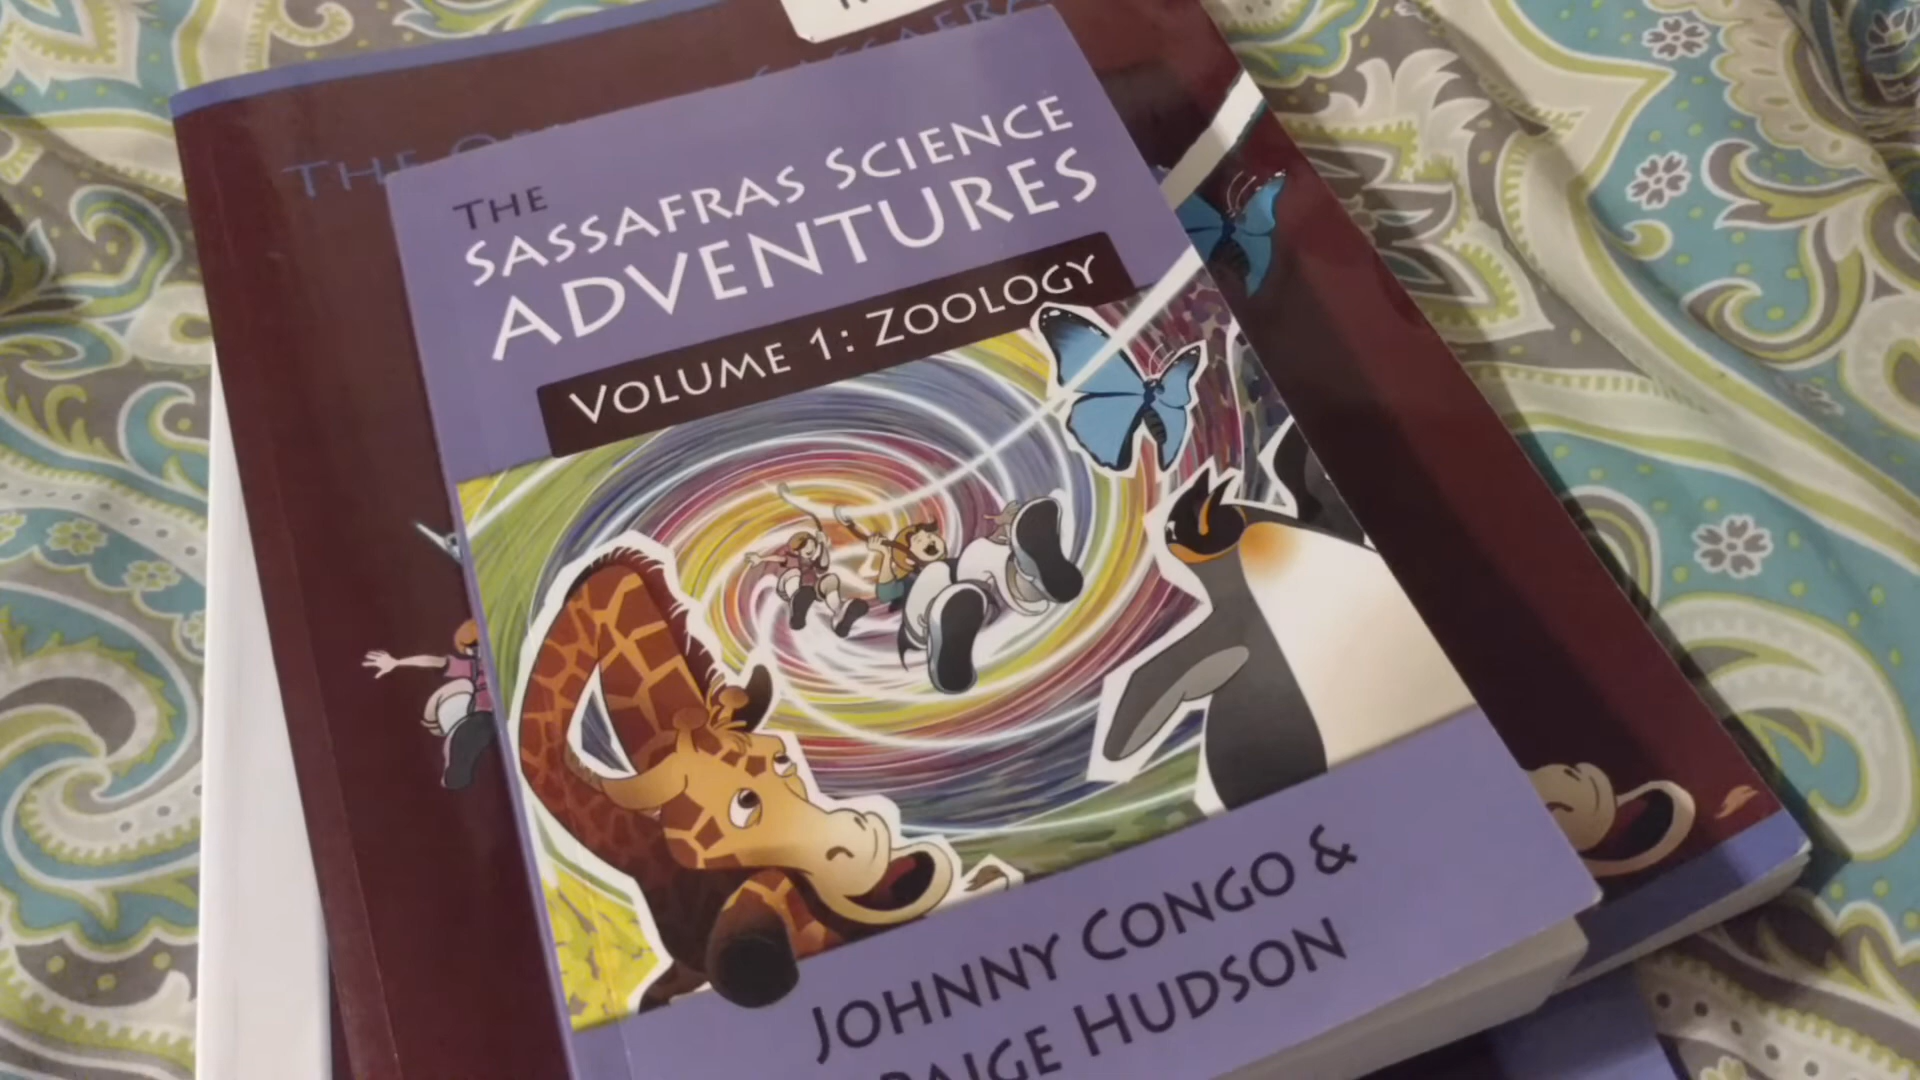 THE
SASSAFRAS SCIENCE
ADVENTURES
VOLUME 1: ZOOLOGY
JOHNNY CONGO &
PAIGE HUDSON
THE